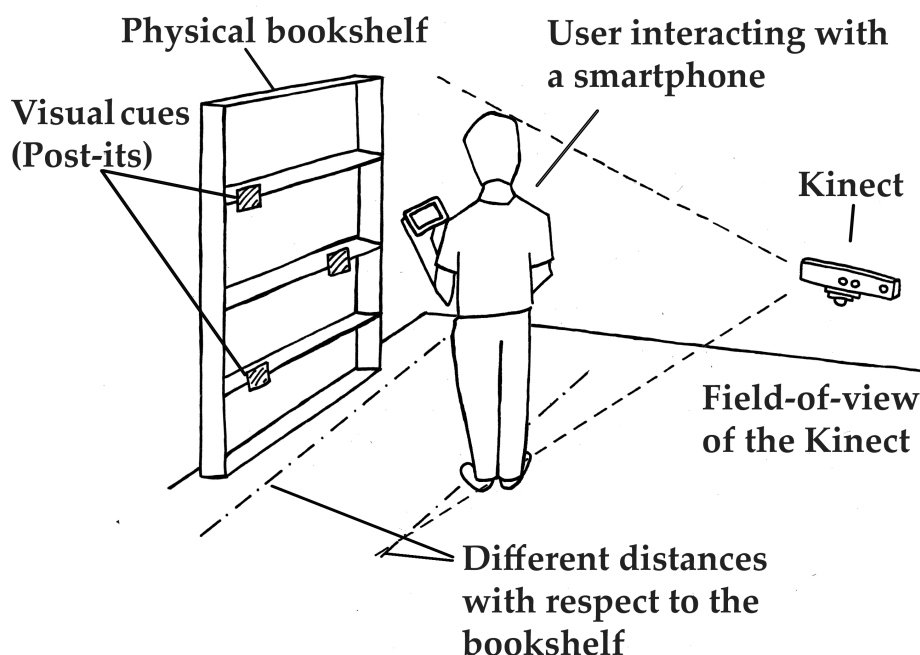 Physical bookshelf
User interacting with
a smartphone
Visual cues
(Post-its)
Kinect
Field-of-view
of the Kinect
Different distances
with respect to the
bookshelf